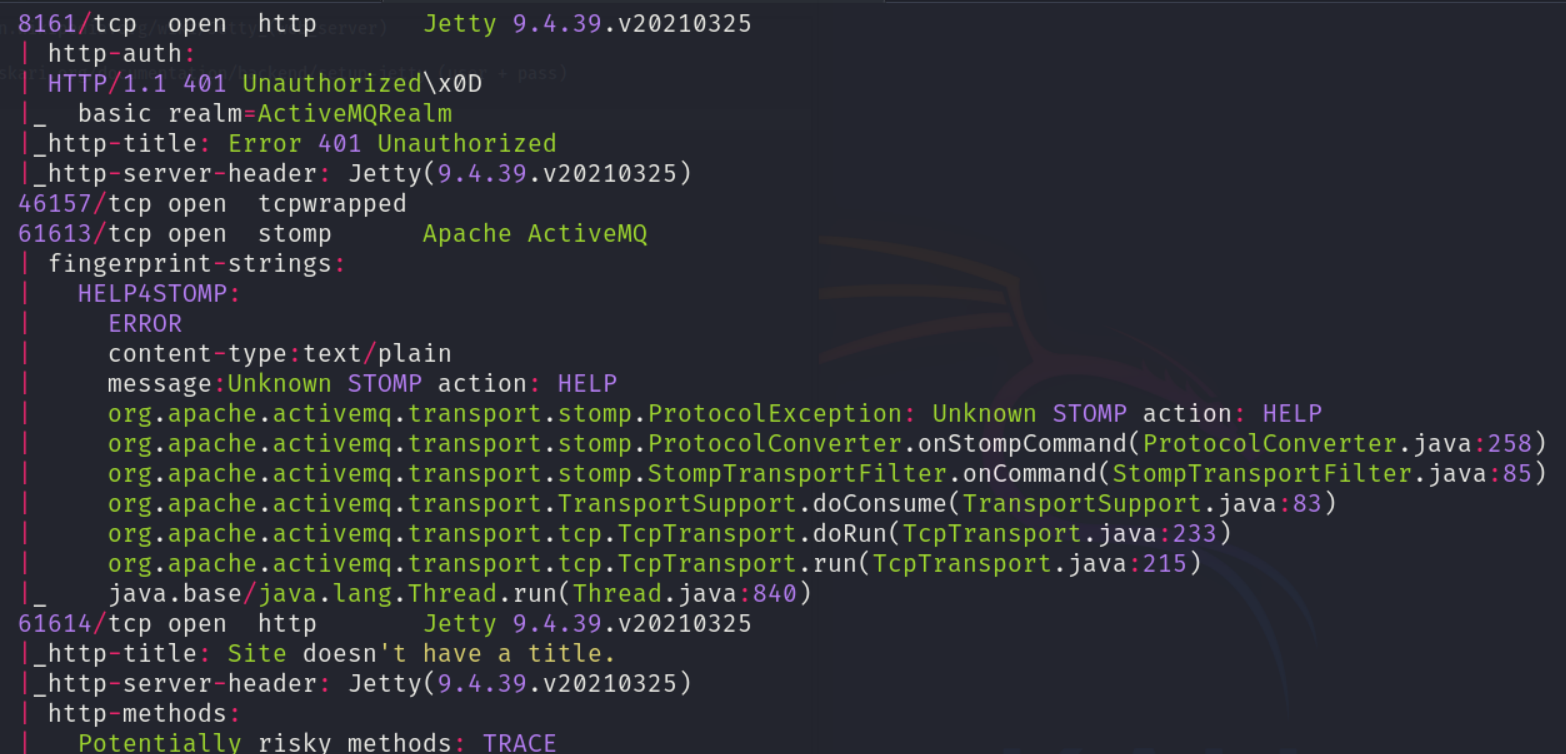 8161/tcp open  http       Jetty 9.4.39.v20210325
| http-auth:
| HTTP/1.1 401 Unauthorized\x0D
|_  basic realm=ActiveMQRealm
|_http-title: Error 401 Unauthorized
|_http-server-header: Jetty(9.4.39.v20210325)
46157/tcp open  tcpwrapped
61613/tcp open  stomp      Apache ActiveMQ
| fingerprint-strings:
|   HELP4STOMP:
|     ERROR
|     content-type:text/plain
|     message:Unknown STOMP action: HELP
|     org.apache.activemq.transport.stomp.ProtocolException: Unknown STOMP action: HELP
|     org.apache.activemq.transport.stomp.ProtocolConverter.onStompCommand(ProtocolConverter.java:258)
|     org.apache.activemq.transport.stomp.StompTransportFilter.onCommand(StompTransportFilter.java:85)
|     org.apache.activemq.transport.TransportSupport.doConsume(TransportSupport.java:83)
|     org.apache.activemq.transport.tcp.TcpTransport.doRun(TcpTransport.java:233)
|     org.apache.activemq.transport.tcp.TcpTransport.run(TcpTransport.java:215)
|_    java.base/java.lang.Thread.run(Thread.java:840)
61614/tcp open  http       Jetty 9.4.39.v20210325
|_http-title: Site doesn't have a title.
|_http-server-header: Jetty(9.4.39.v20210325)
| http-methods:
|   Potentially risky methods: TRACE